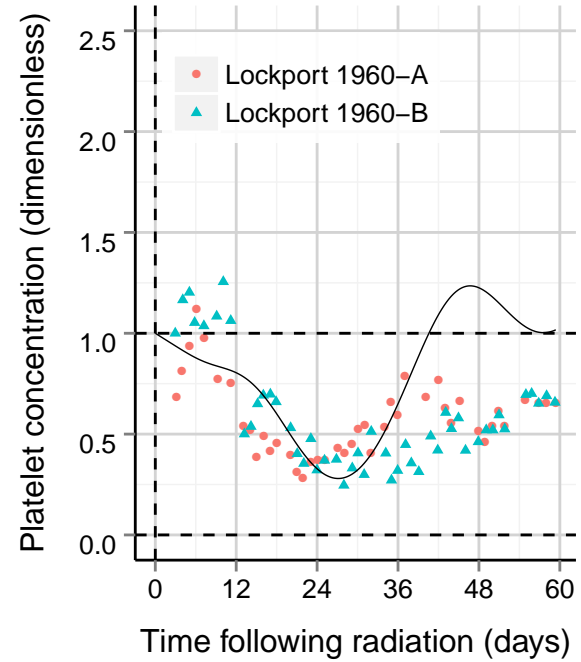 Platelet concentration (dimensionless)
2.5
2.0
1.5
1.0
0.5
0.0
Lockport 1960−A
Lockport 1960−B
0 12 24 36 48 60
Time following radiation (days)